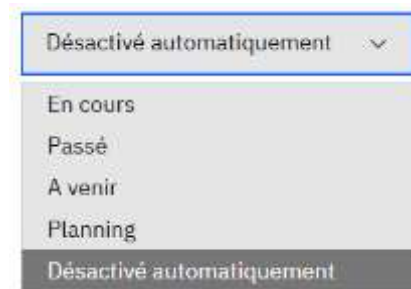 Désactivé automatiquement
En cours
Passé
A venir
Planning
Désactivé automatiquement